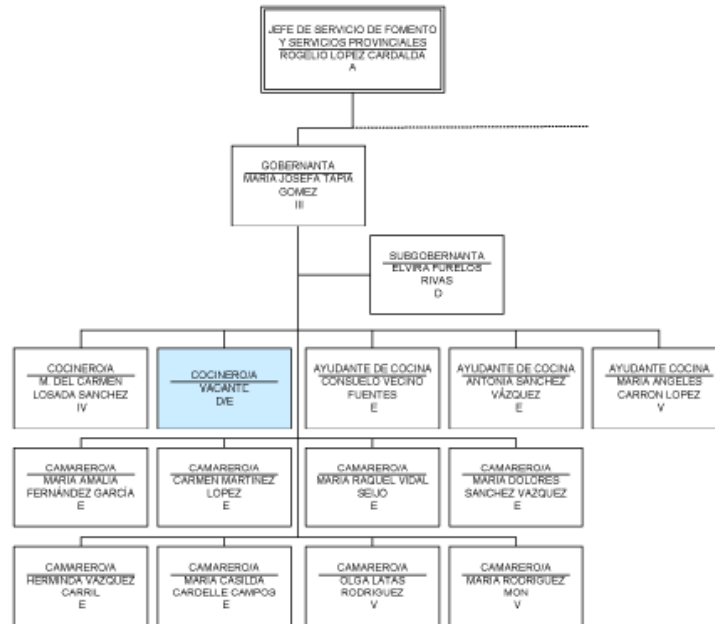 JEFE DE SERVICIO DE FOMENTO
Y SERVICIOS PROVINCIALES
ROGELIO LOPEZ CARDALDA
A
GOBERNANTA
MARIA JOSEFA TAPIA
GOMEZ
III
SUBGOBERNANTA
ELVIRA FURELOS
RIVAS
D
COCINERO/A
M. DEL CARMEN
LOSADA SANCHEZ
IV
COCINERO/A
VACANTE
D/E
AYUDANTE DE COCINA
CONSUELO VECINO
FUENTES
E
AYUDANTE DE COCINA
ANTONIA SANCHEZ
VÁZQUEZ
E
AYUDANTE COCINA
MARIA ANGELES
CARRON LOPEZ
V
CAMARERO/A
MARIA AMALIA
FERNÁNDEZ GARCÍA
E
CAMARERO/A
CARMEN MARTINEZ
LOPEZ
E
CAMARERO/A
MARIA RAQUEL VIDAL
SEIJO
E
CAMARERO/A
MARIA DOLORES
SANCHEZ VAZQUEZ
E
CAMARERO/A
HERMINDA VAZQUEZ
CARRIL
E
CAMARERO/A
MARIA CASILDA
CARDELLE CAMPOS
E
CAMARERO/A
OLGA LATAS
RODRIGUEZ
V
CAMARERO/A
MARIA RODRIGUEZ
MON
V